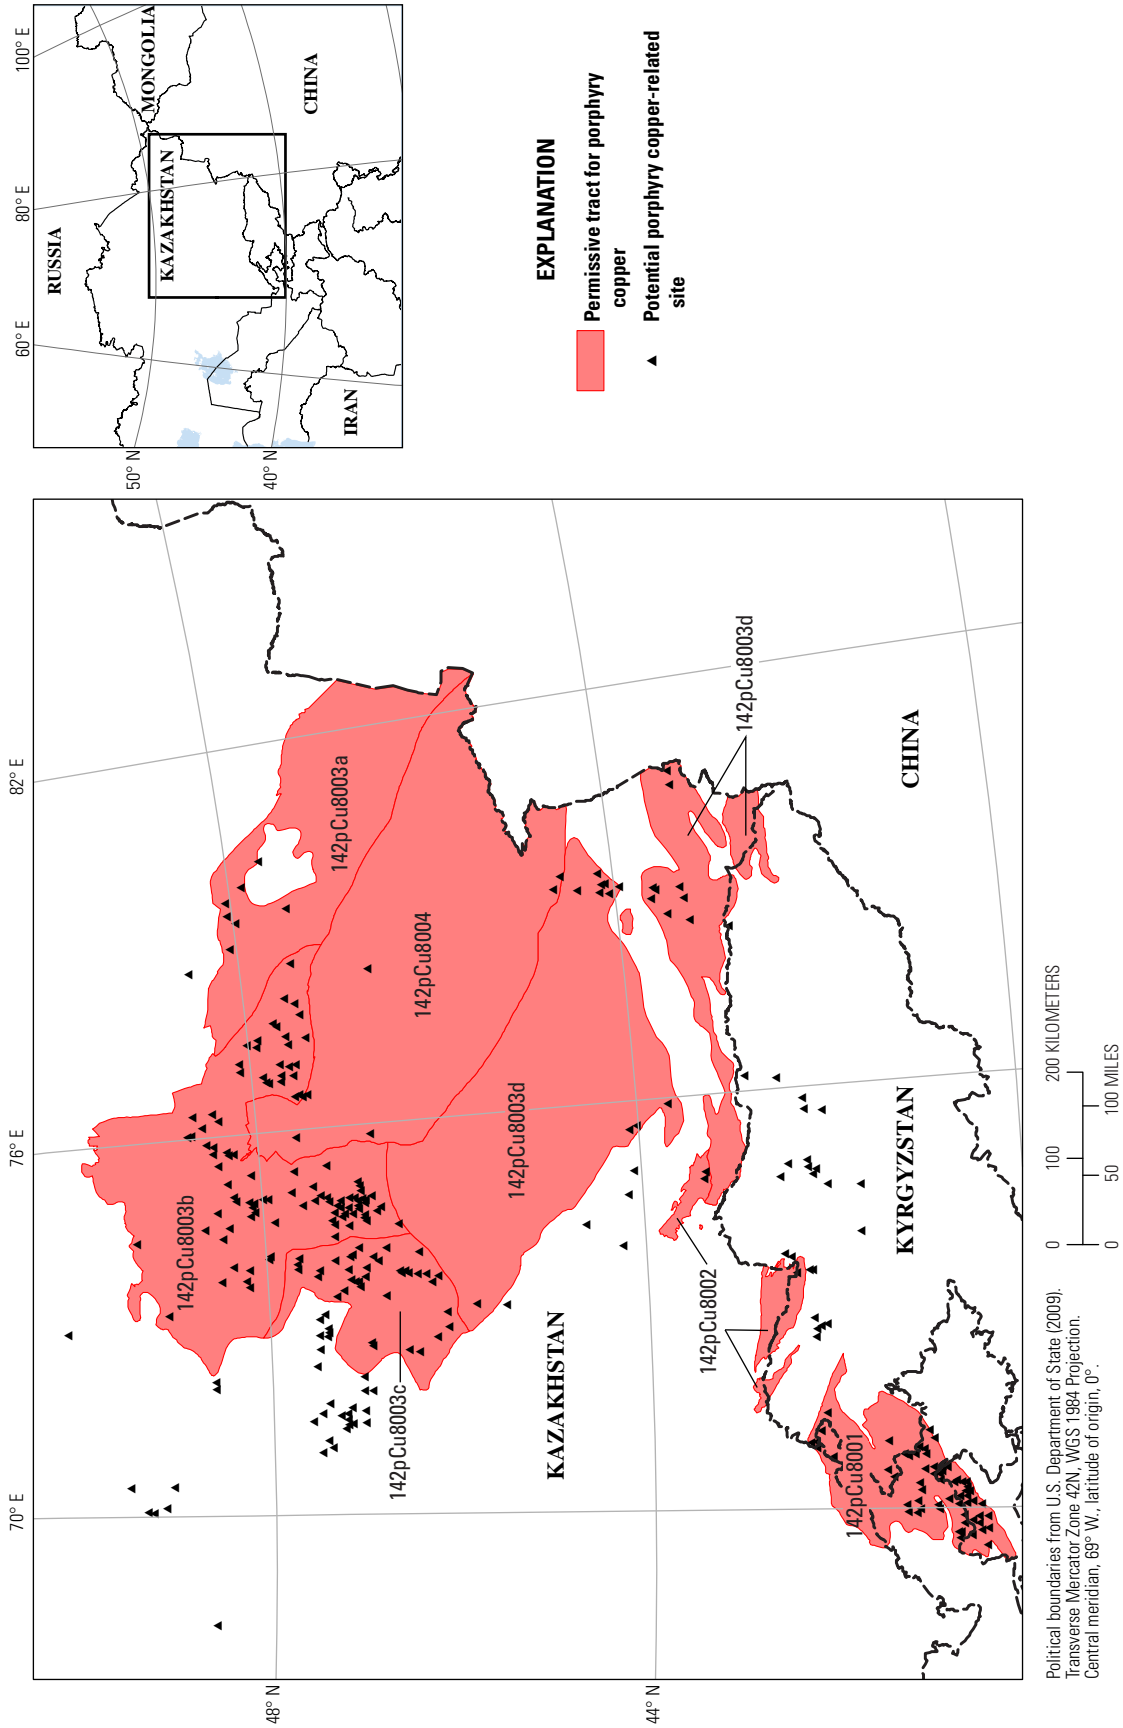 70° E
76° E
82° E
48° N
44° N
142pCu8003b
142pCu8003a
142pCu8004
142pCu8003d
142pCu8003c
142pCu8003d
142pCu8002
142pCu8001
KAZAKHSTAN
KYRGYZSTAN
CHINA
60° E
80° E
100° E
50° N
40° N
RUSSIA
KAZAKHSTAN
MONGOLIA
CHINA
IRAN
EXPLANATION
Permissive tract for porphyry
copper
Potential porphyry copper-related
site
0 100 200 KILOMETERS
0 50 100 MILES
Political boundaries from U.S. Department of State (2009).
Transverse Mercator Zone 42N, WGS 1984 Projection.
Central meridian, 69° W., latitude of origin, 0°.